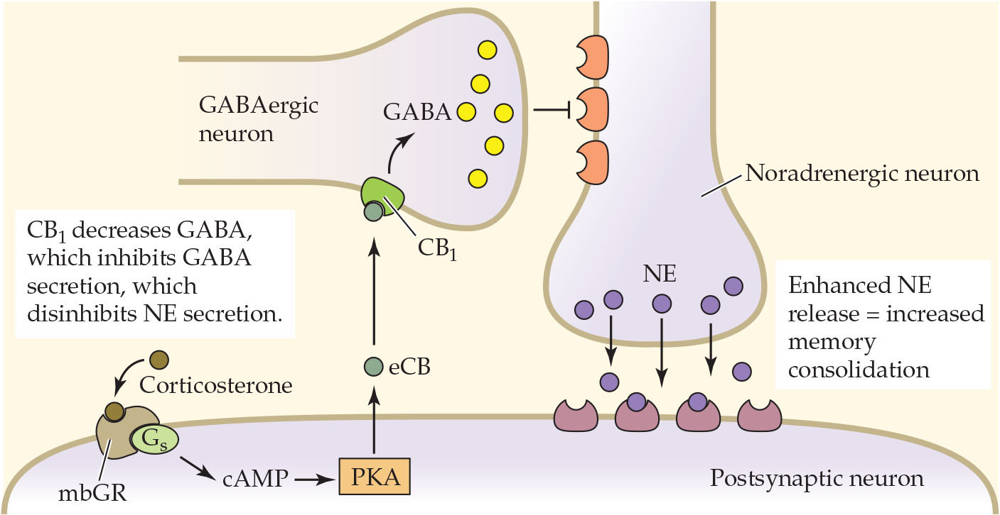 GABAergic
neuron
GABA
Noradrenergic neuron
CB₁ decreases GABA,
which inhibits GABA
secretion, which
disinhibits NE secretion.
CB₁
NE
Enhanced NE
release = increased
memory
consolidation
eCB
Corticosterone
Gₛ
cAMP
PKA
mbGR
Postsynaptic neuron